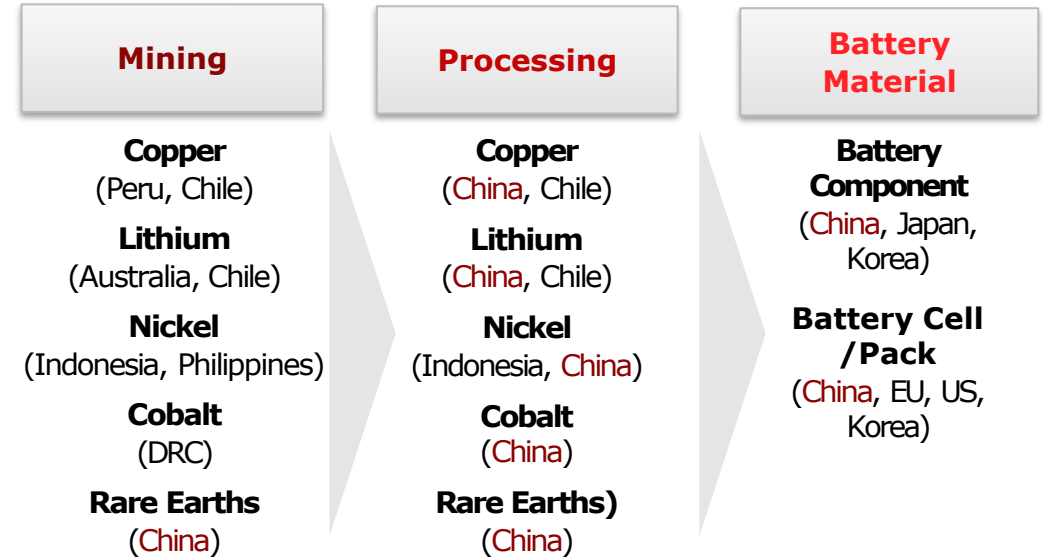 Mining
Copper
(Peru, Chile)
Lithium
(Australia, Chile)
Nickel
(Indonesia, Philippines)
Cobalt
(DRC)
Rare Earths
(China)
Processing
Copper
(China, Chile)
Lithium
(China, Chile)
Nickel
(Indonesia, China)
Cobalt
(China)
Rare Earths)
(China)
Battery
Material
Battery
Component
(China, Japan,
Korea)
Battery Cell
/Pack
(China, EU, US,
Korea)